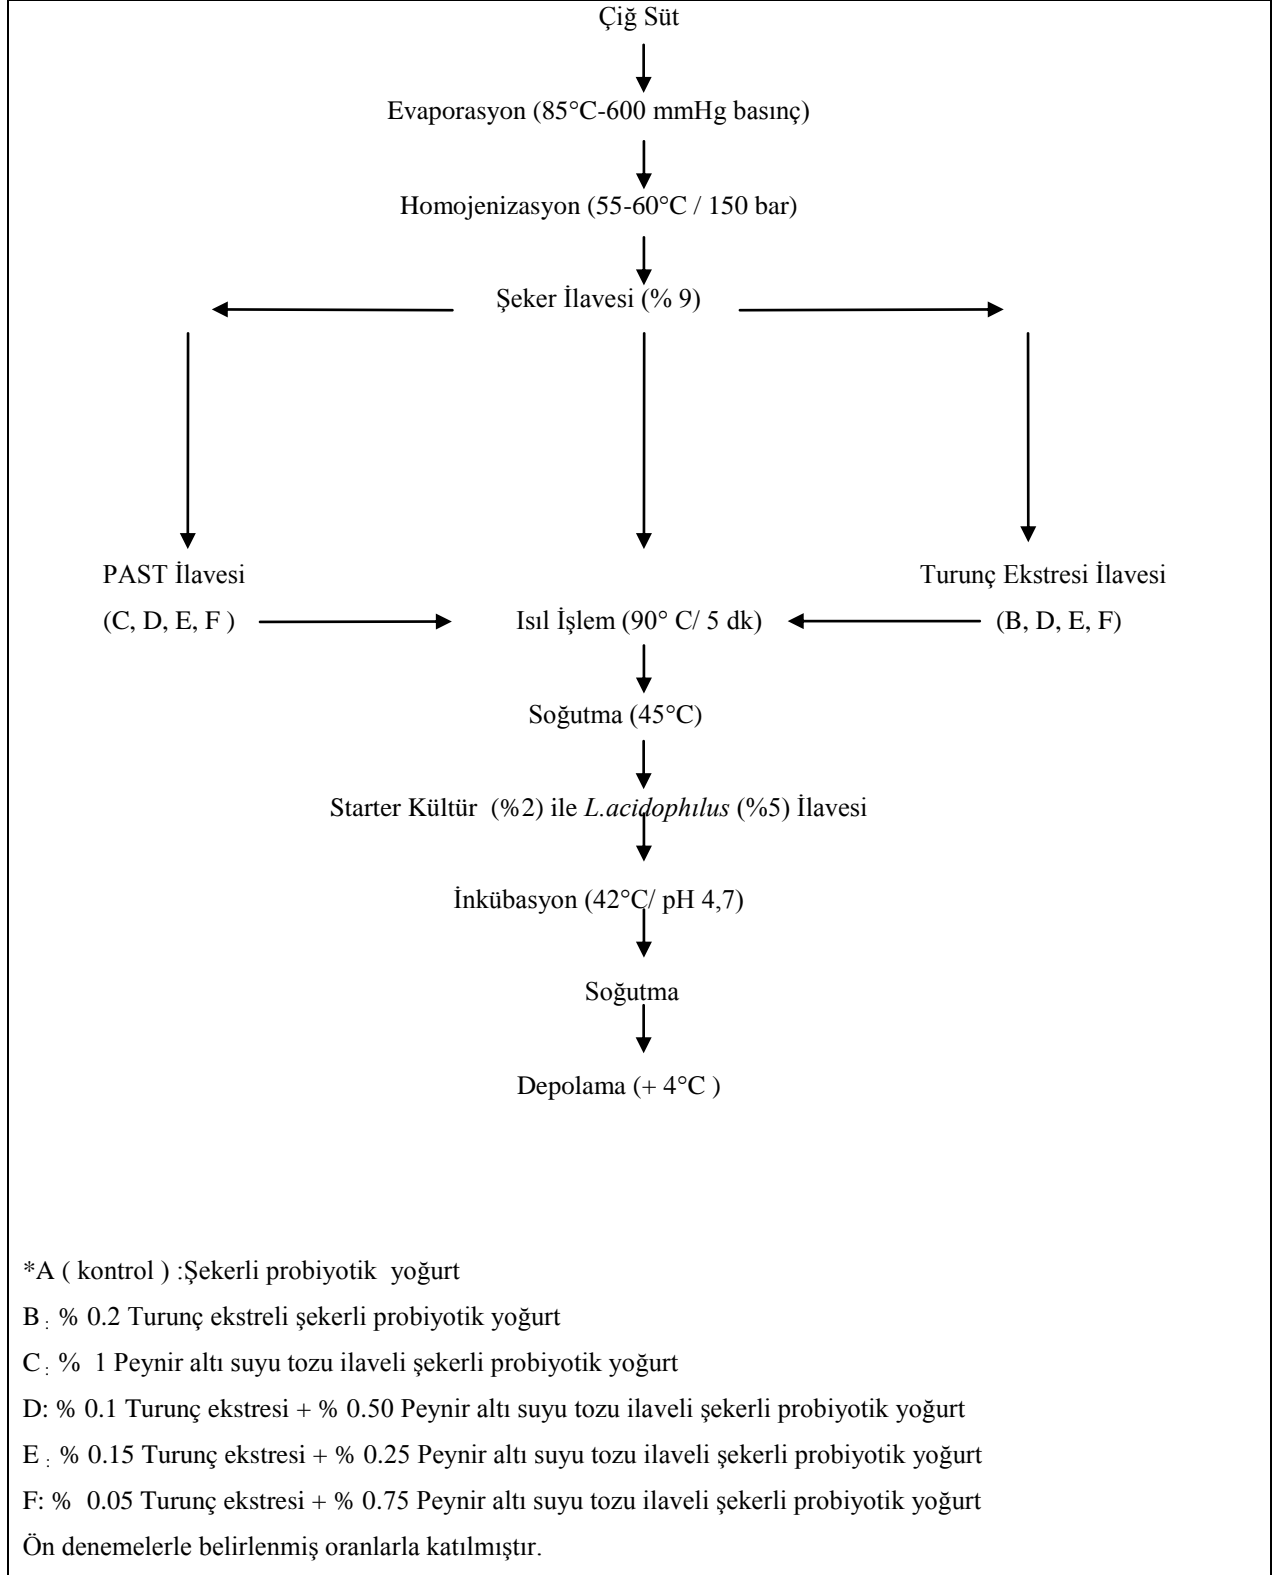 Çiğ Süt
Evaporasyon (85°C-600 mmHg basınç)
Homojenizasyon (55-60°C / 150 bar)
Şeker İlavesi (% 9)
PAST İlavesi
Turunç Ekstresi İlavesi
(C, D, E, F )
Isıl İşlem (90° C/ 5 dk)
(B, D, E, F)
Soğutma (45°C)
Starter Kültür (%2) ile L.acidophılus (%5) İlavesi
İnkübasyon (42°C/ pH 4,7)
Soğutma
Depolama (+ 4°C )
*A ( kontrol ) :Şekerli probiyotik yoğurt
B : % 0.2 Turunç ekstreli şekerli probiyotik yoğurt
C : % 1 Peynir altı suyu tozu ilaveli şekerli probiyotik yoğurt
D: % 0.1 Turunç ekstresi + % 0.50 Peynir altı suyu tozu ilaveli şekerli probiyotik yoğurt
E : % 0.15 Turunç ekstresi + % 0.25 Peynir altı suyu tozu ilaveli şekerli probiyotik yoğurt
F: % 0.05 Turunç ekstresi + % 0.75 Peynir altı suyu tozu ilaveli şekerli probiyotik yoğurt
Ön denemelerle belirlenmiş oranlarla katılmıştır.